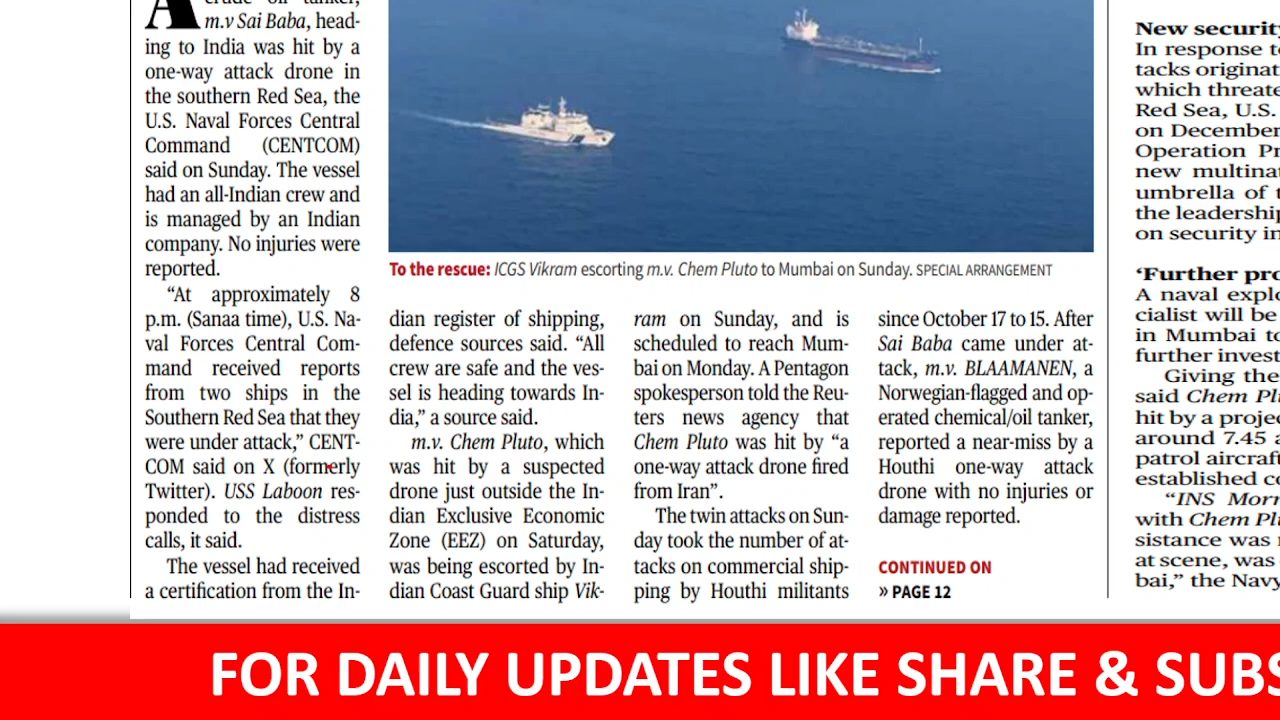 A crude oil tanker,
m.v Sai Baba, head-
ing to India was hit by a
one-way attack drone in
the southern Red Sea, the
U.S. Naval Forces Central
Command (CENTCOM)
said on Sunday. The vessel
had an all-Indian crew and
is managed by an Indian
company. No injuries were
reported.
“At approximately 8
p.m. (Sanaa time), U.S. Na-
val Forces Central Com-
mand received reports
from two ships in the
Southern Red Sea that they
were under attack,” CENT-
COM said on X (formerly
Twitter). USS Laboon res-
ponded to the distress
calls, it said.
The vessel had received
a certification from the In-
To the rescue: ICGS Vikram escorting m.v. Chem Pluto to Mumbai on Sunday. SPECIAL ARRANGEMENT
dian register of shipping,
defence sources said. “All
crew are safe and the ves-
sel is heading towards In-
dia,” a source said.
m.v. Chem Pluto, which
was hit by a suspected
drone just outside the In-
dian Exclusive Economic
Zone (EEZ) on Saturday,
was being escorted by In-
dian Coast Guard ship Vik-
ram on Sunday, and is
scheduled to reach Mum-
bai on Monday. A Pentagon
spokesperson told the Reu-
ters news agency that
Chem Pluto was hit by “a
one-way attack drone fired
from Iran”.
The twin attacks on Sun-
day took the number of at-
tacks on commercial ship-
ping by Houthi militants
since October 17 to 15. After
Sai Baba came under at-
tack, m.v. BLAAMANEN, a
Norwegian-flagged and op-
erated chemical/oil tanker,
reported a near-miss by a
Houthi one-way attack
drone with no injuries or
damage reported.
CONTINUED ON
» PAGE 12
New security
In response to
tacks originat
which threate
Red Sea, U.S.
on December
Operation Pr
new multinat
umbrella of t
the leadership
on security in
‘Further pro
A naval explo
cialist will be
in Mumbai to
further invest
Giving the
said Chem Plu
hit by a proje
around 7.45 a
patrol aircraft
established co
“INS Morm
with Chem Plu
sistance was r
at scene, was
bai,” the Navy
FOR DAILY UPDATES LIKE SHARE & SUBS